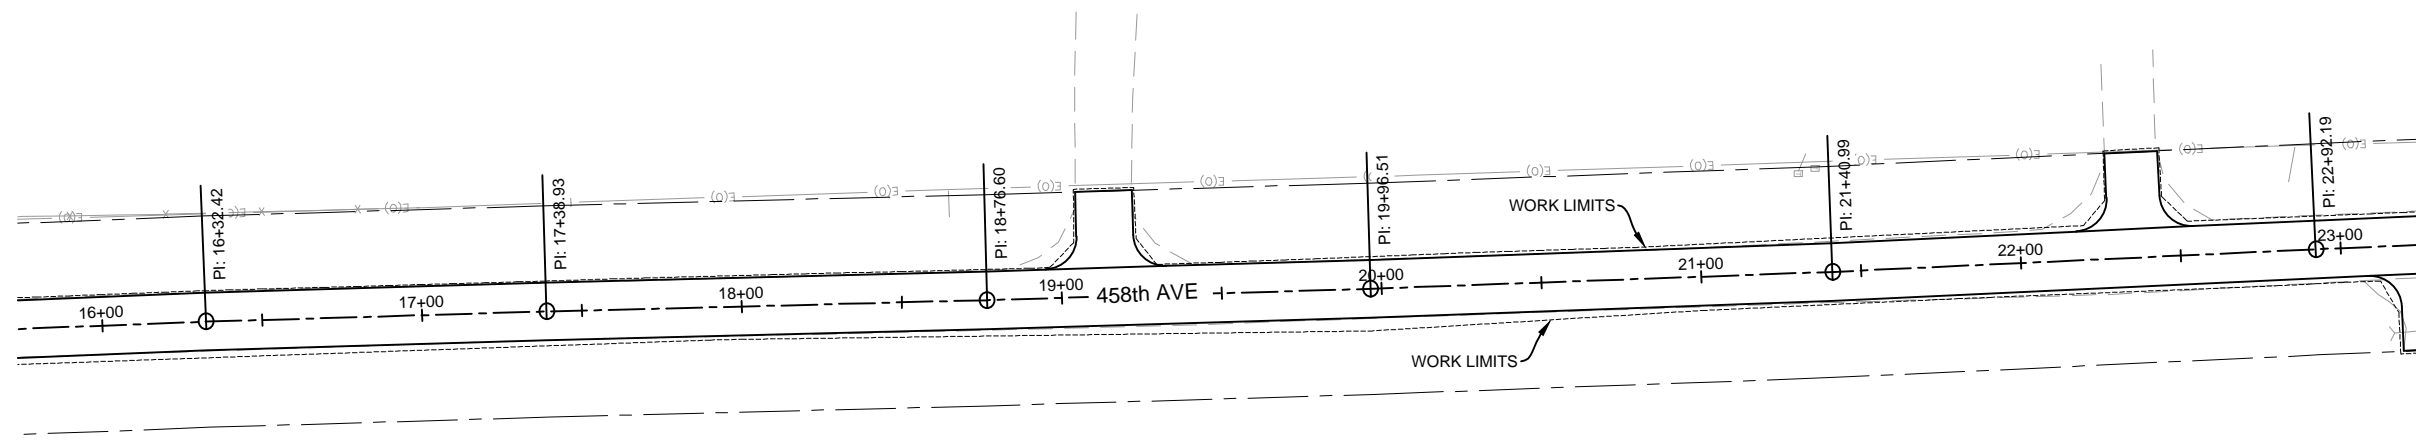 PI: 16+32.42
PI: 17+38.93
PI: 18+76.60
PI: 19+96.51
PI: 21+40.99
PI: 22+92.19
E(O)
E(O)
E(O)
E(O)
E(O)
E(O)
E(O)
E(O)
E(O)
E(O)
E(O)
E(O)
E(O)
E(O)
WORK LIMITS
16+00
17+00
18+00
19+00
20+00
21+00
22+00
23+00
458th AVE
WORK LIMITS